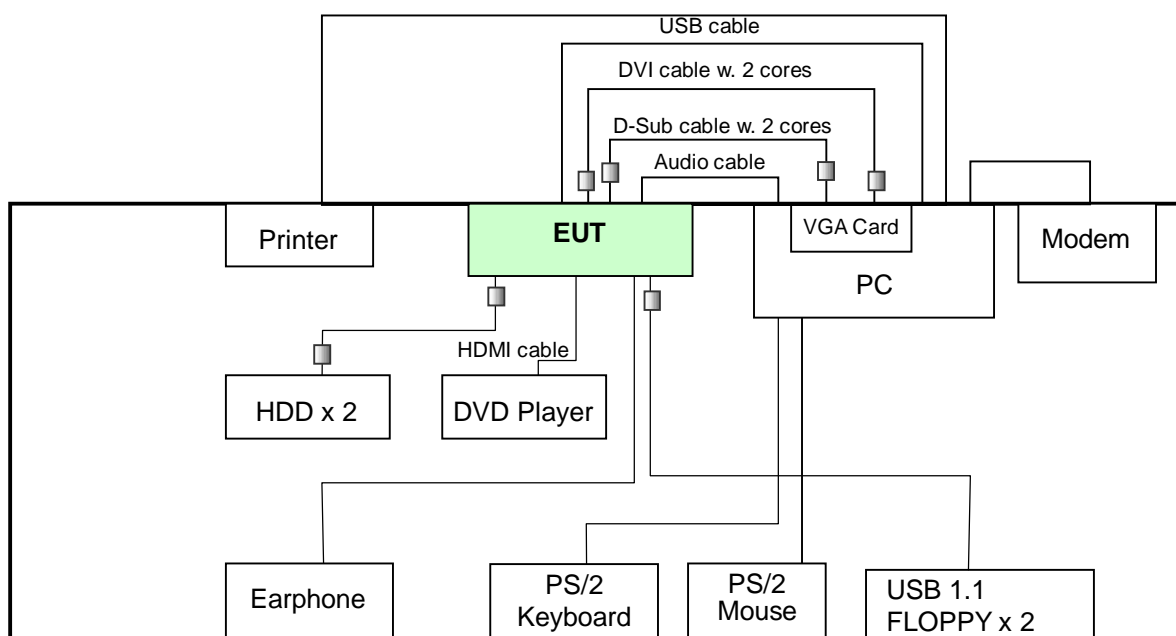 USB cable
DVI cable w. 2 cores
D-Sub cable w. 2 cores
Audio cable
Printer
EUT
VGA Card
PC
Modem
HDMI cable
HDD x 2
DVD Player
Earphone
PS/2
Keyboard
PS/2
Mouse
USB 1.1
FLOPPY x 2